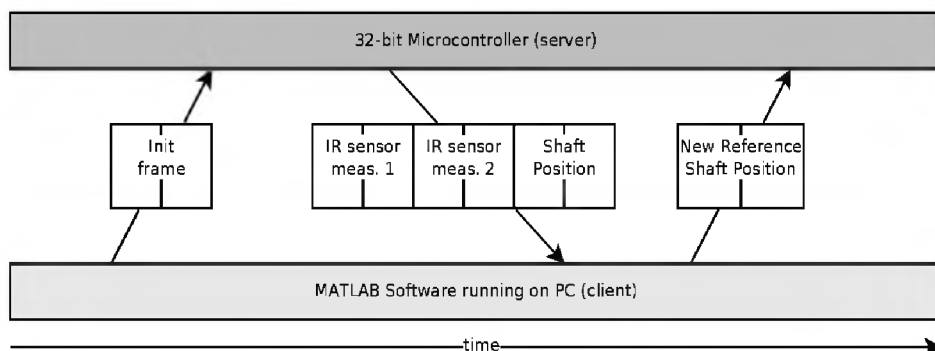 32-bit Microcontroller (server)
Init
frame
IR sensor
meas. 1
IR sensor
meas. 2
Shaft
Position
New Reference
Shaft Position
MATLAB Software running on PC (client)
time